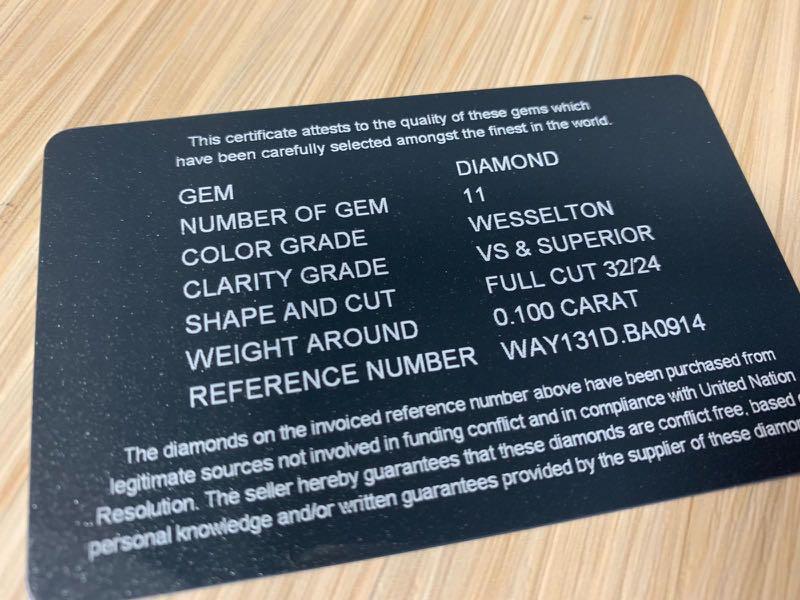 This certificate attests to the quality of these gems which
have been carefully selected amongst the finest in the world.
GEM DIAMOND
NUMBER OF GEM 11
COLOR GRADE WESSELTON
CLARITY GRADE VS & SUPERIOR
SHAPE AND CUT FULL CUT 32/24
WEIGHT AROUND 0.100 CARAT
REFERENCE NUMBER WAY131D.BA0914
The diamonds on the invoiced reference number above have been purchased from
legitimate sources not involved in funding conflict and in compliance with United Nation
Resolution. The seller hereby guarantees that these diamonds are conflict free, based
personal knowledge and/or written guarantees provided by the supplier of these